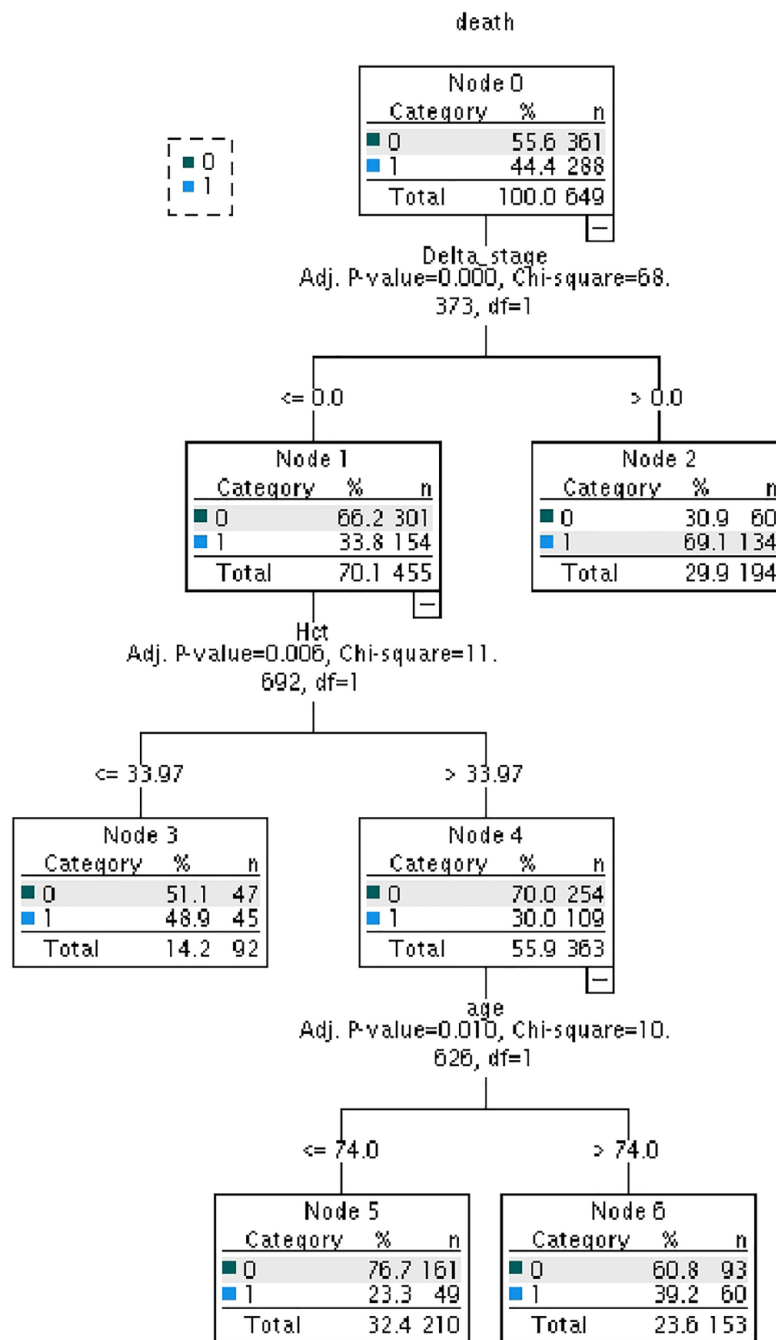 death
Node 0
Category % n
0 55.6 361
1 44.4 288
Total 100.0 649
0
1
Delta_stage
Adj. P-value=0.000, Chi-square=68.
373, df=1
<= 0.0
> 0.0
Node 1
Category % n
0 66.2 301
1 33.8 154
Total 70.1 455
Node 2
Category % n
0 30.9 60
1 69.1 134
Total 29.9 194
Hct
Adj. P-value=0.006, Chi-square=11.
692, df=1
<= 33.97
> 33.97
Node 3
Category % n
0 51.1 47
1 48.9 45
Total 14.2 92
Node 4
Category % n
0 70.0 254
1 30.0 109
Total 55.9 363
age
Adj. P-value=0.010, Chi-square=10.
626, df=1
<= 74.0
> 74.0
Node 5
Category % n
0 76.7 161
1 23.3 49
Total 32.4 210
Node 6
Category % n
0 60.8 93
1 39.2 60
Total 23.6 153